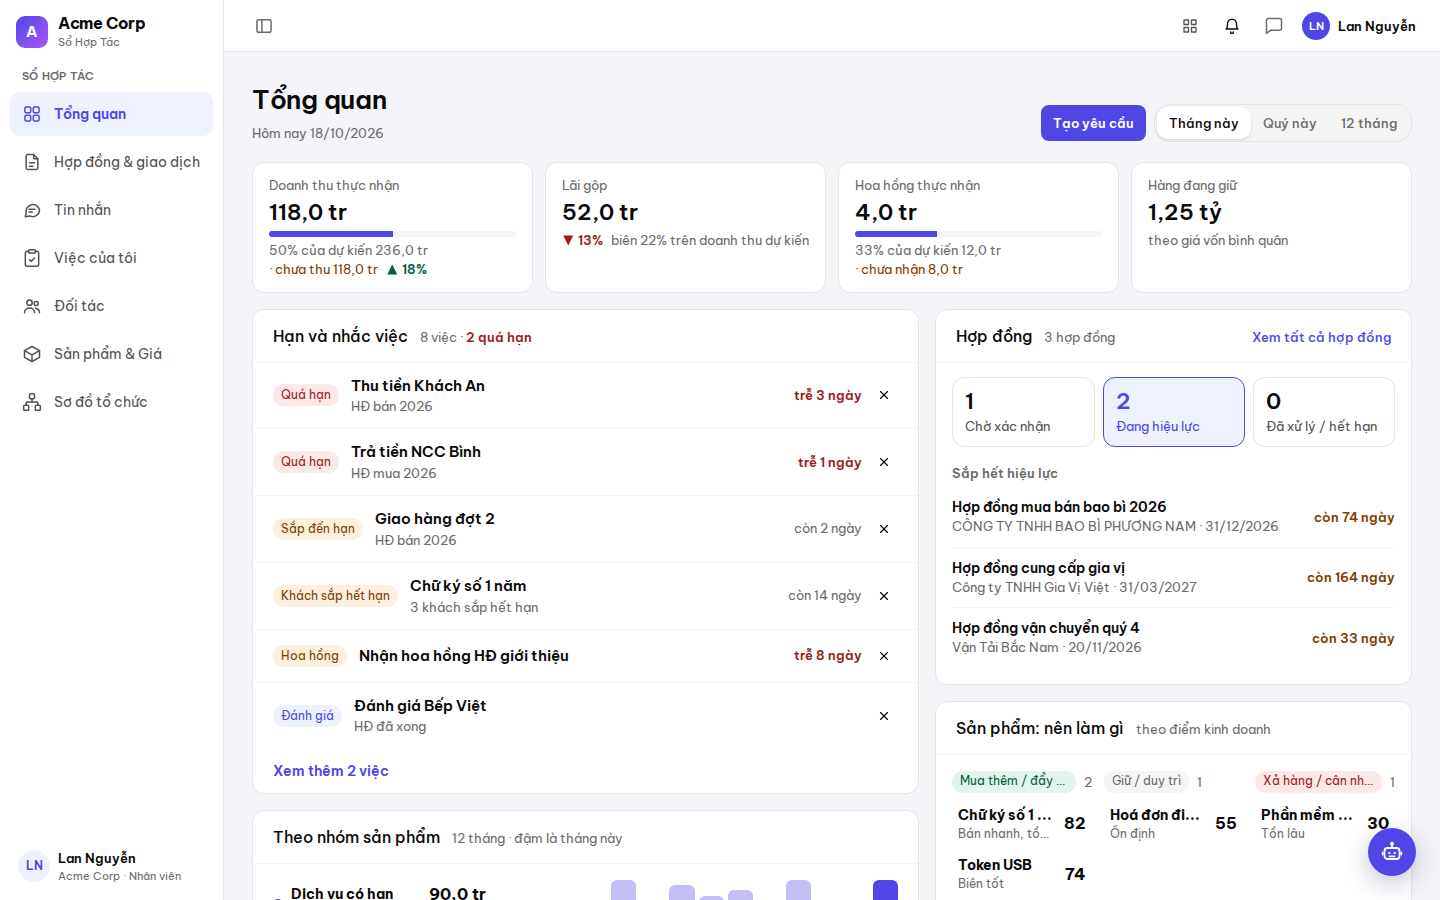 A
Acme Corp
Sổ Hợp Tác
SỔ HỢP TÁC
Tổng quan
Hợp đồng & giao dịch
Tin nhắn
Việc của tôi
Đối tác
Sản phẩm & Giá
Sơ đồ tổ chức
LN
Lan Nguyễn
Acme Corp · Nhân viên
LN Lan Nguyễn
Tổng quan
Hôm nay 18/10/2026
Tạo yêu cầu
Tháng này Quý này 12 tháng
Doanh thu thực nhận
118,0 tr
50% của dự kiến 236,0 tr
· chưa thu 118,0 tr ▲ 18%
Lãi gộp
52,0 tr
▼ 13% biên 22% trên doanh thu dự kiến
Hoa hồng thực nhận
4,0 tr
33% của dự kiến 12,0 tr
· chưa nhận 8,0 tr
Hàng đang giữ
1,25 tỷ
theo giá vốn bình quân
Hạn và nhắc việc 8 việc · 2 quá hạn
Quá hạn
Thu tiền Khách An
HĐ bán 2026
trễ 3 ngày
Quá hạn
Trả tiền NCC Bình
HĐ mua 2026
trễ 1 ngày
Sắp đến hạn
Giao hàng đợt 2
HĐ bán 2026
còn 2 ngày
Khách sắp hết hạn
Chữ ký số 1 năm
3 khách sắp hết hạn
còn 14 ngày
Hoa hồng
Nhận hoa hồng HĐ giới thiệu
trễ 8 ngày
Đánh giá
Đánh giá Bếp Việt
HĐ đã xong
Xem thêm 2 việc
Theo nhóm sản phẩm 12 tháng · đậm là tháng này
Dịch vụ có hạn 90,0 tr
Hợp đồng 3 hợp đồng
Xem tất cả hợp đồng
1
Chờ xác nhận
2
Đang hiệu lực
0
Đã xử lý / hết hạn
Sắp hết hiệu lực
Hợp đồng mua bán bao bì 2026
CÔNG TY TNHH BAO BÌ PHƯƠNG NAM · 31/12/2026
còn 74 ngày
Hợp đồng cung cấp gia vị
Công ty TNHH Gia Vị Việt · 31/03/2027
còn 164 ngày
Hợp đồng vận chuyển quý 4
Vận Tải Bắc Nam · 20/11/2026
còn 33 ngày
Sản phẩm: nên làm gì theo điểm kinh doanh
Mua thêm / đẩy ... 2
Chữ ký số 1 ...
Bán nhanh, tồ...
82
Token USB
Biên tốt
74
Giữ / duy trì 1
Hoá đơn đi...
Ổn định
55
Xả hàng / cân nh... 1
Phần mềm ...
Tồn lâu
30